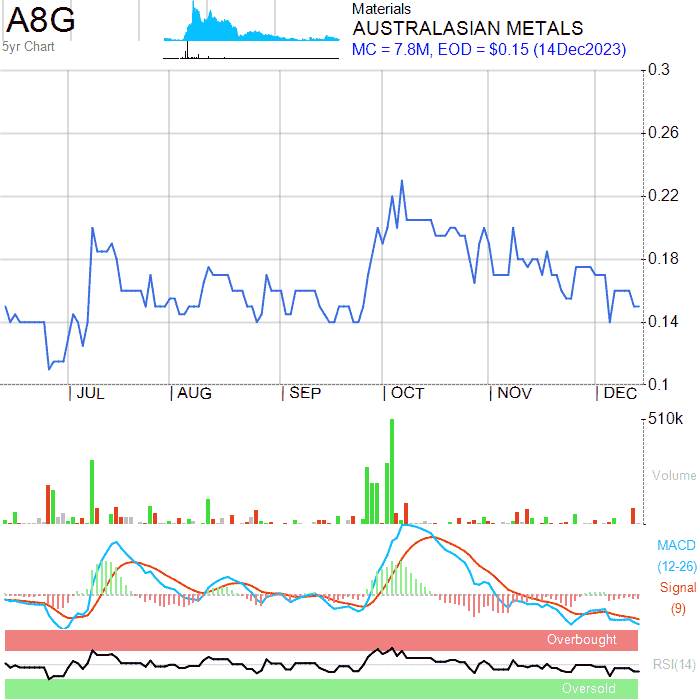 A8G
5yr Chart
Materials
AUSTRALASIAN METALS
MC = 7.8M, EOD = $0.15 (14Dec2023)
0.3
0.26
0.22
0.18
0.14
0.1
JUL AUG SEP OCT NOV DEC
510k
Volume
MACD
(12-26)
Signal
(9)
Overbought
RSI(14)
Oversold